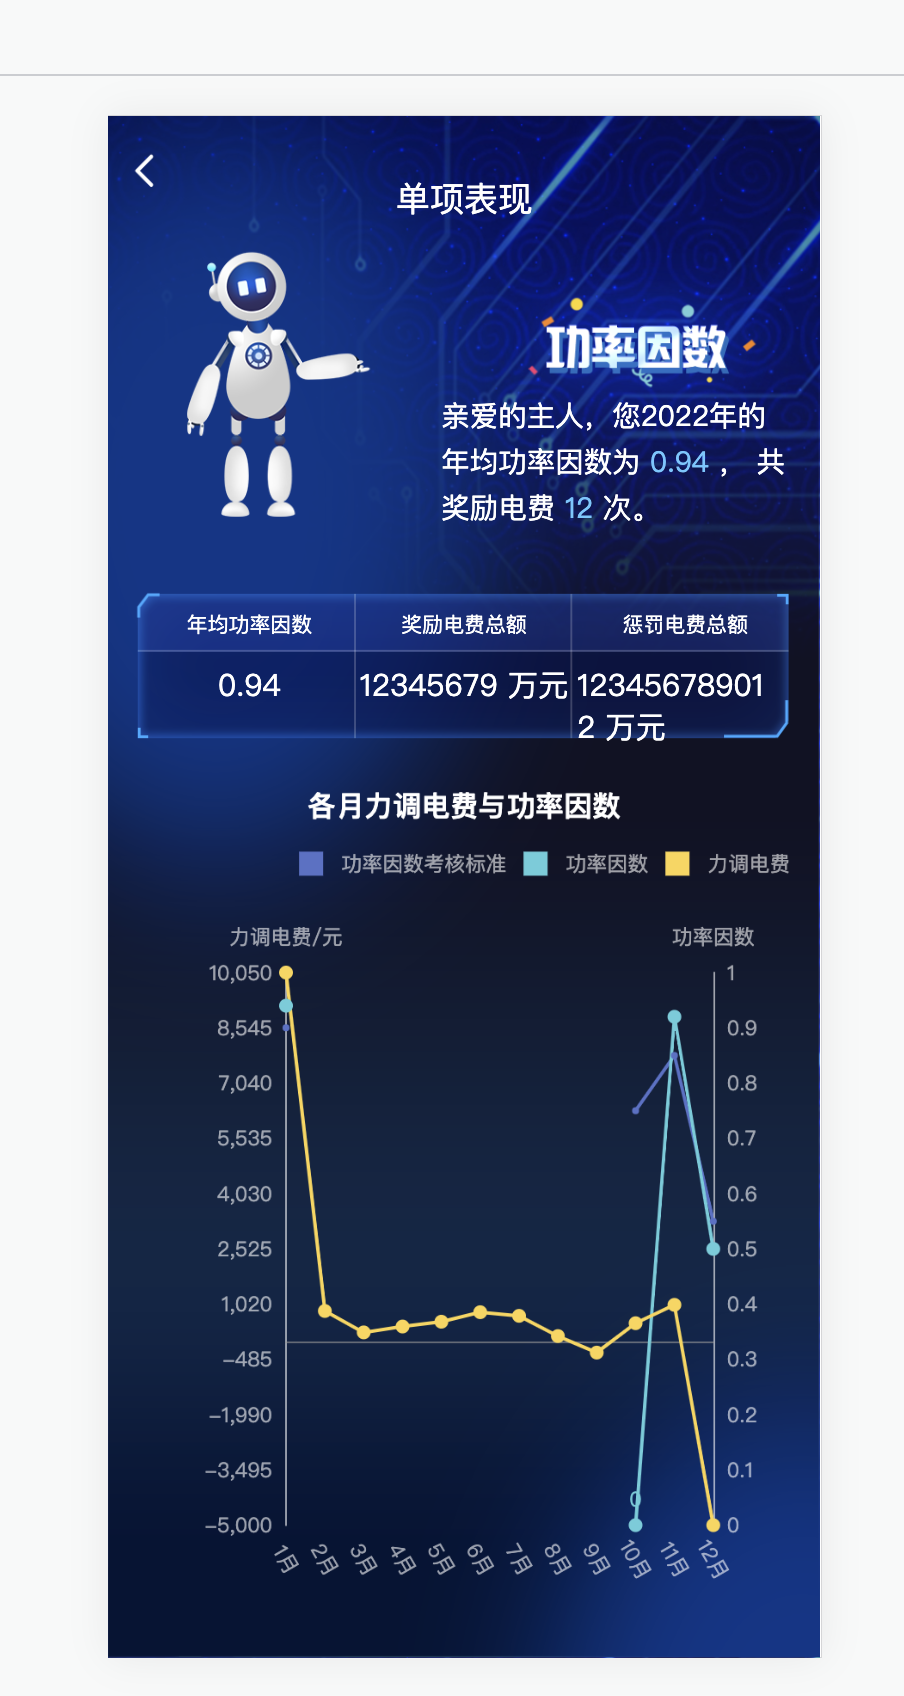 单项表现
功率因数
亲爱的主人，您2022年的
年均功率因数为 0.94 ， 共
奖励电费 12 次。
年均功率因数 奖励电费总额 惩罚电费总额
0.94 12345679 万元 12345678901
2 万元
各月力调电费与功率因数
功率因数考核标准 功率因数 力调电费
力调电费/元 功率因数
10,050 1
8,545 0.9
7,040 0.8
5,535 0.7
4,030 0.6
2,525 0.5
1,020 0.4
-485 0.3
-1,990 0.2
-3,495 0.1
0
-5,000 0
1月 2月 3月 4月 5月 6月 7月 8月 9月 10月 11月 12月